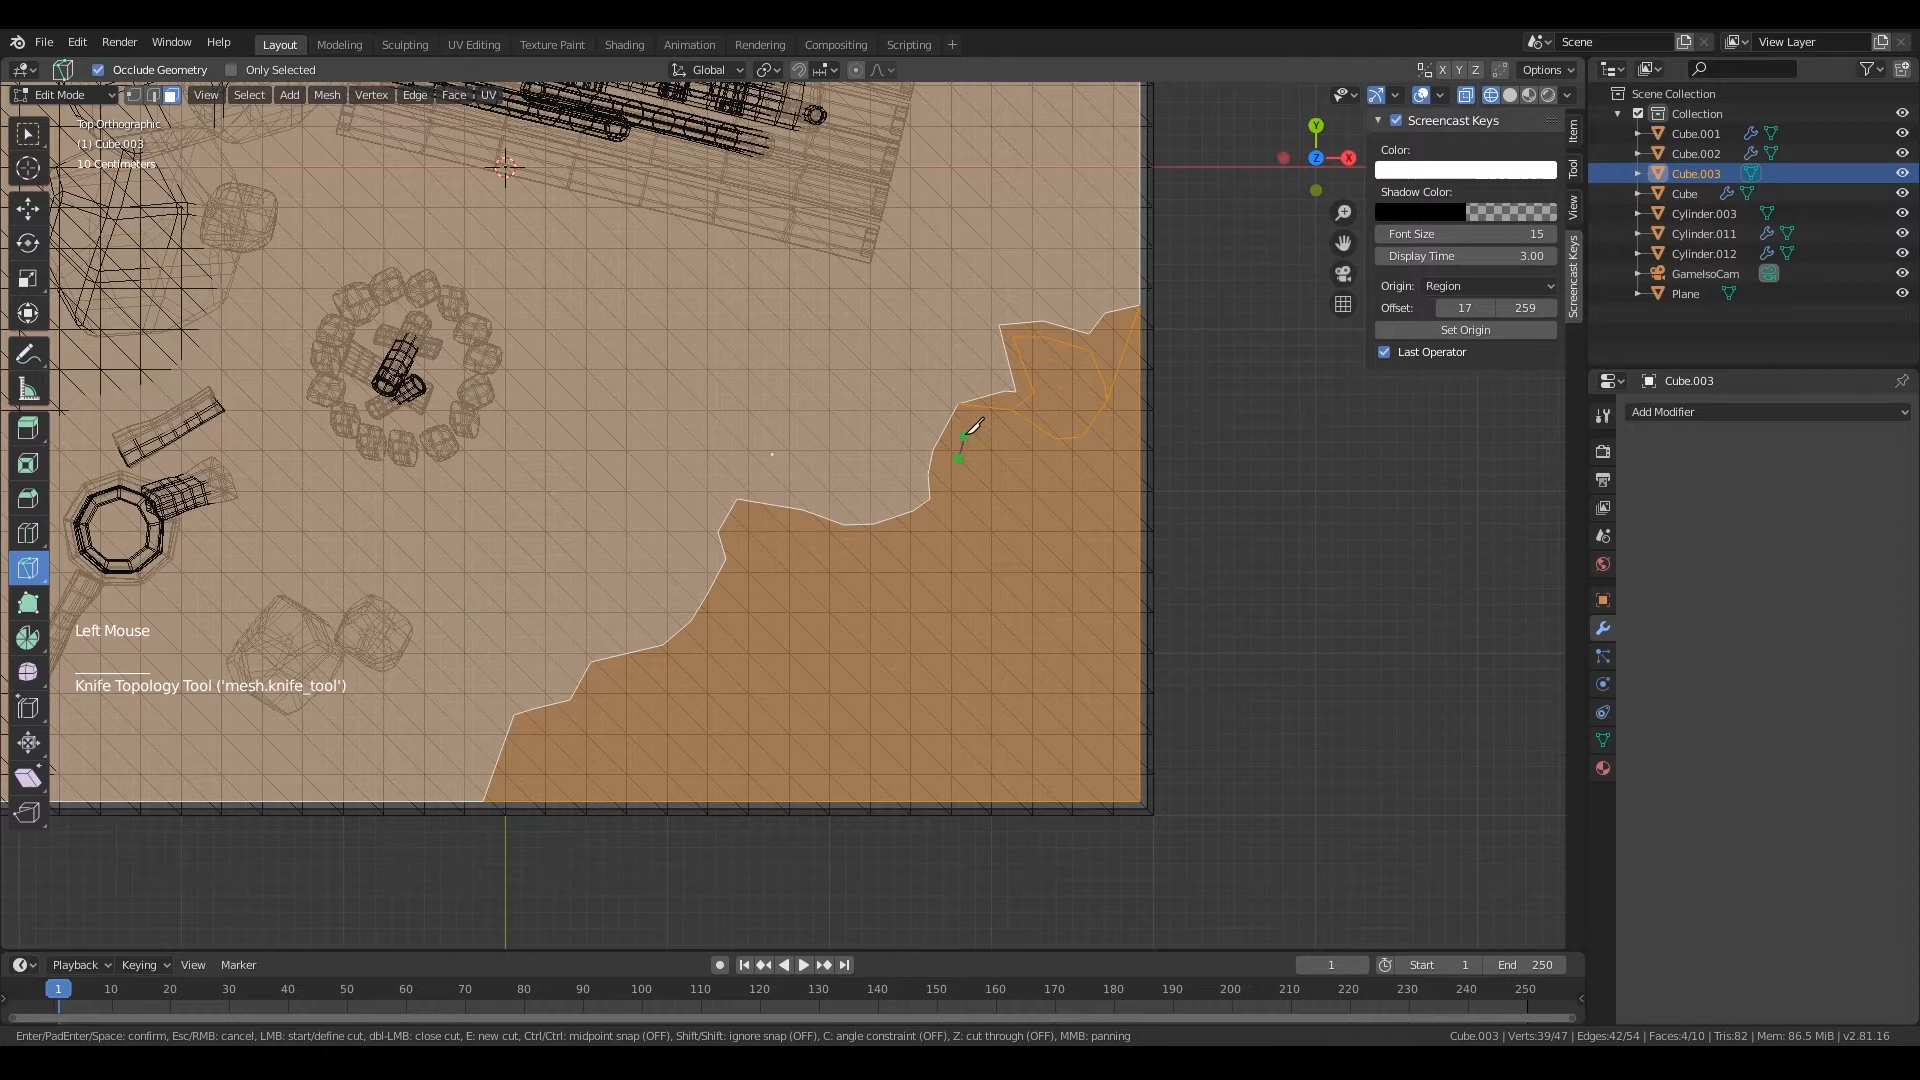 File Edit Render Window Help Layout Modeling Sculpting UV Editing Texture Paint Shading Animation Rendering Compositing Scripting + Scene View Layer
Occlude Geometry Only Selected Global X Y Z Options
Edit Mode View Select Add Mesh Vertex Edge Face UV
Top Orthographic
(1) Cube.003
10 Centimeters
Y
Z
X
Screencast Keys
Color:
Shadow Color:
Font Size 15
Display Time 3.00
Origin: Region
Offset: 17 259
Set Origin
Last Operator
Item
Tool
View
Screencast Keys
Scene Collection
Collection
Cube.001
Cube.002
Cube.003
Cube
Cylinder.003
Cylinder.011
Cylinder.012
GameIsoCam
Plane
Cube.003
Add Modifier
Left Mouse
Knife Topology Tool ('mesh.knife_tool')
Playback Keying View Marker 1 Start 1 End 250
1 10 20 30 40 50 60 70 80 90 100 110 120 130 140 150 160 170 180 190 200 210 220 230 240 250
Enter/PadEnter/Space: confirm, Esc/RMB: cancel, LMB: start/define cut, dbl-LMB: close cut, E: new cut, Ctrl/Ctrl: midpoint snap (OFF), Shift/Shift: ignore snap (OFF), C: angle constraint (OFF), Z: cut through (OFF), MMB: panning Cube.003 | Verts:39/47 | Edges:42/54 | Faces:4/10 | Tris:82 | Mem: 86.5 MiB | v2.81.16